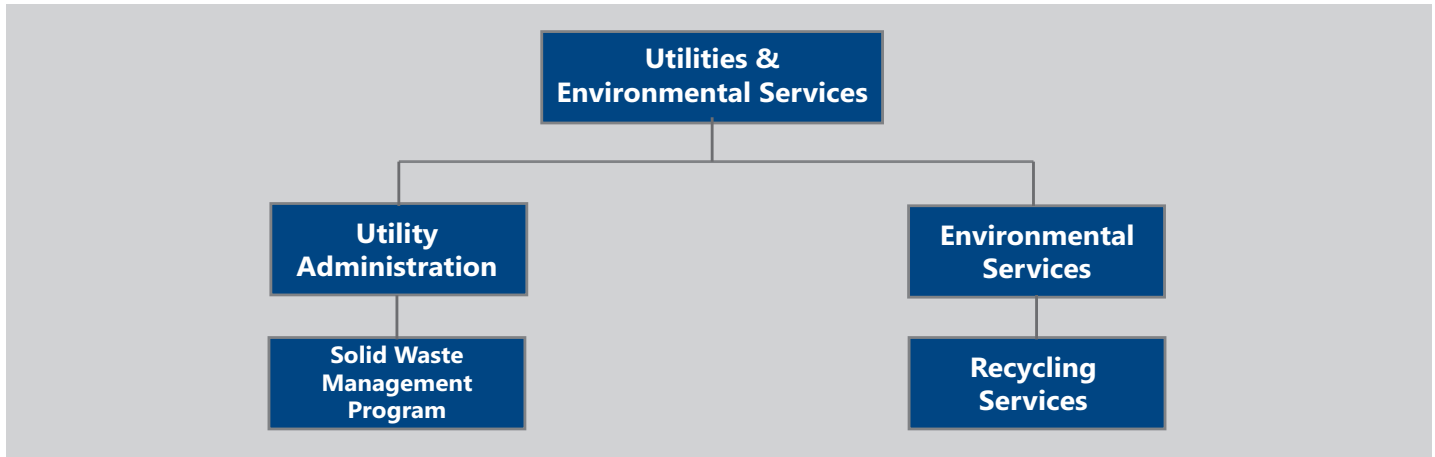 Utilities &
Environmental Services
Utility
Administration
Environmental
Services
Solid Waste
Management
Program
Recycling
Services